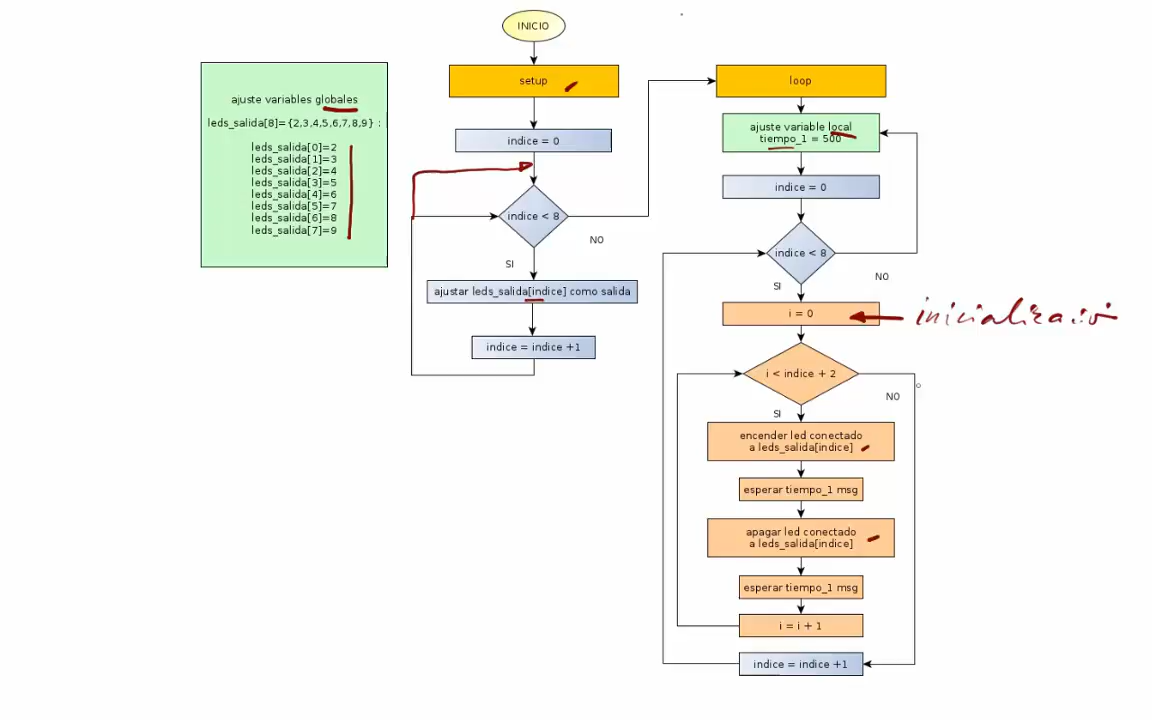 INICIO
setup
indice = 0
indice < 8
NO
SI
ajustar leds_salida[indice] como salida
indice = indice +1
ajuste variables globales
leds_salida[8]={2,3,4,5,6,7,8,9} :
leds_salida[0]=2
leds_salida[1]=3
leds_salida[2]=4
leds_salida[3]=5
leds_salida[4]=6
leds_salida[5]=7
leds_salida[6]=8
leds_salida[7]=9
loop
ajuste variable local
tiempo_1 = 500
indice = 0
indice < 8
NO
SI
i = 0
i < indice + 2
NO
SI
encender led conectado
a leds_salida[indice]
esperar tiempo_1 msg
apagar led conectado
a leds_salida[indice]
esperar tiempo_1 msg
i = i + 1
indice = indice +1